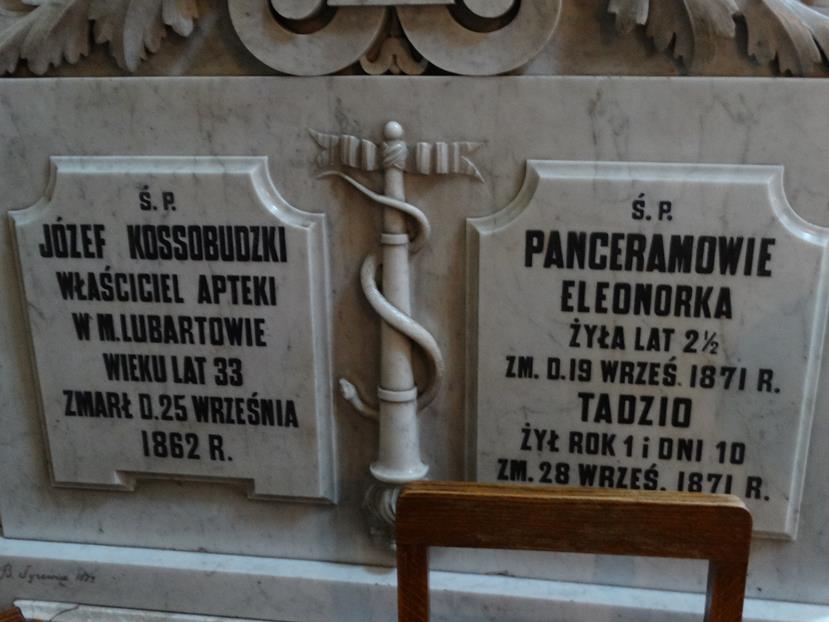 Ś. P.
JÓZEF KOSSOBUDZKI
WŁAŚCICIEL APTEKI
W M. LUBARTOWIE
WIEKU LAT 33
ZMARŁ D. 25 WRZEŚNIA
1862 R.
Ś. P.
PANCERAMOWIE
ELEONORKA
ŻYŁA LAT 2½
ZM. D. 19 WRZEŚ. 1871 R.
TADZIO
ŻYŁ ROK 1 i DNI 10
ZM. 28 WRZEŚ. 1871 R.